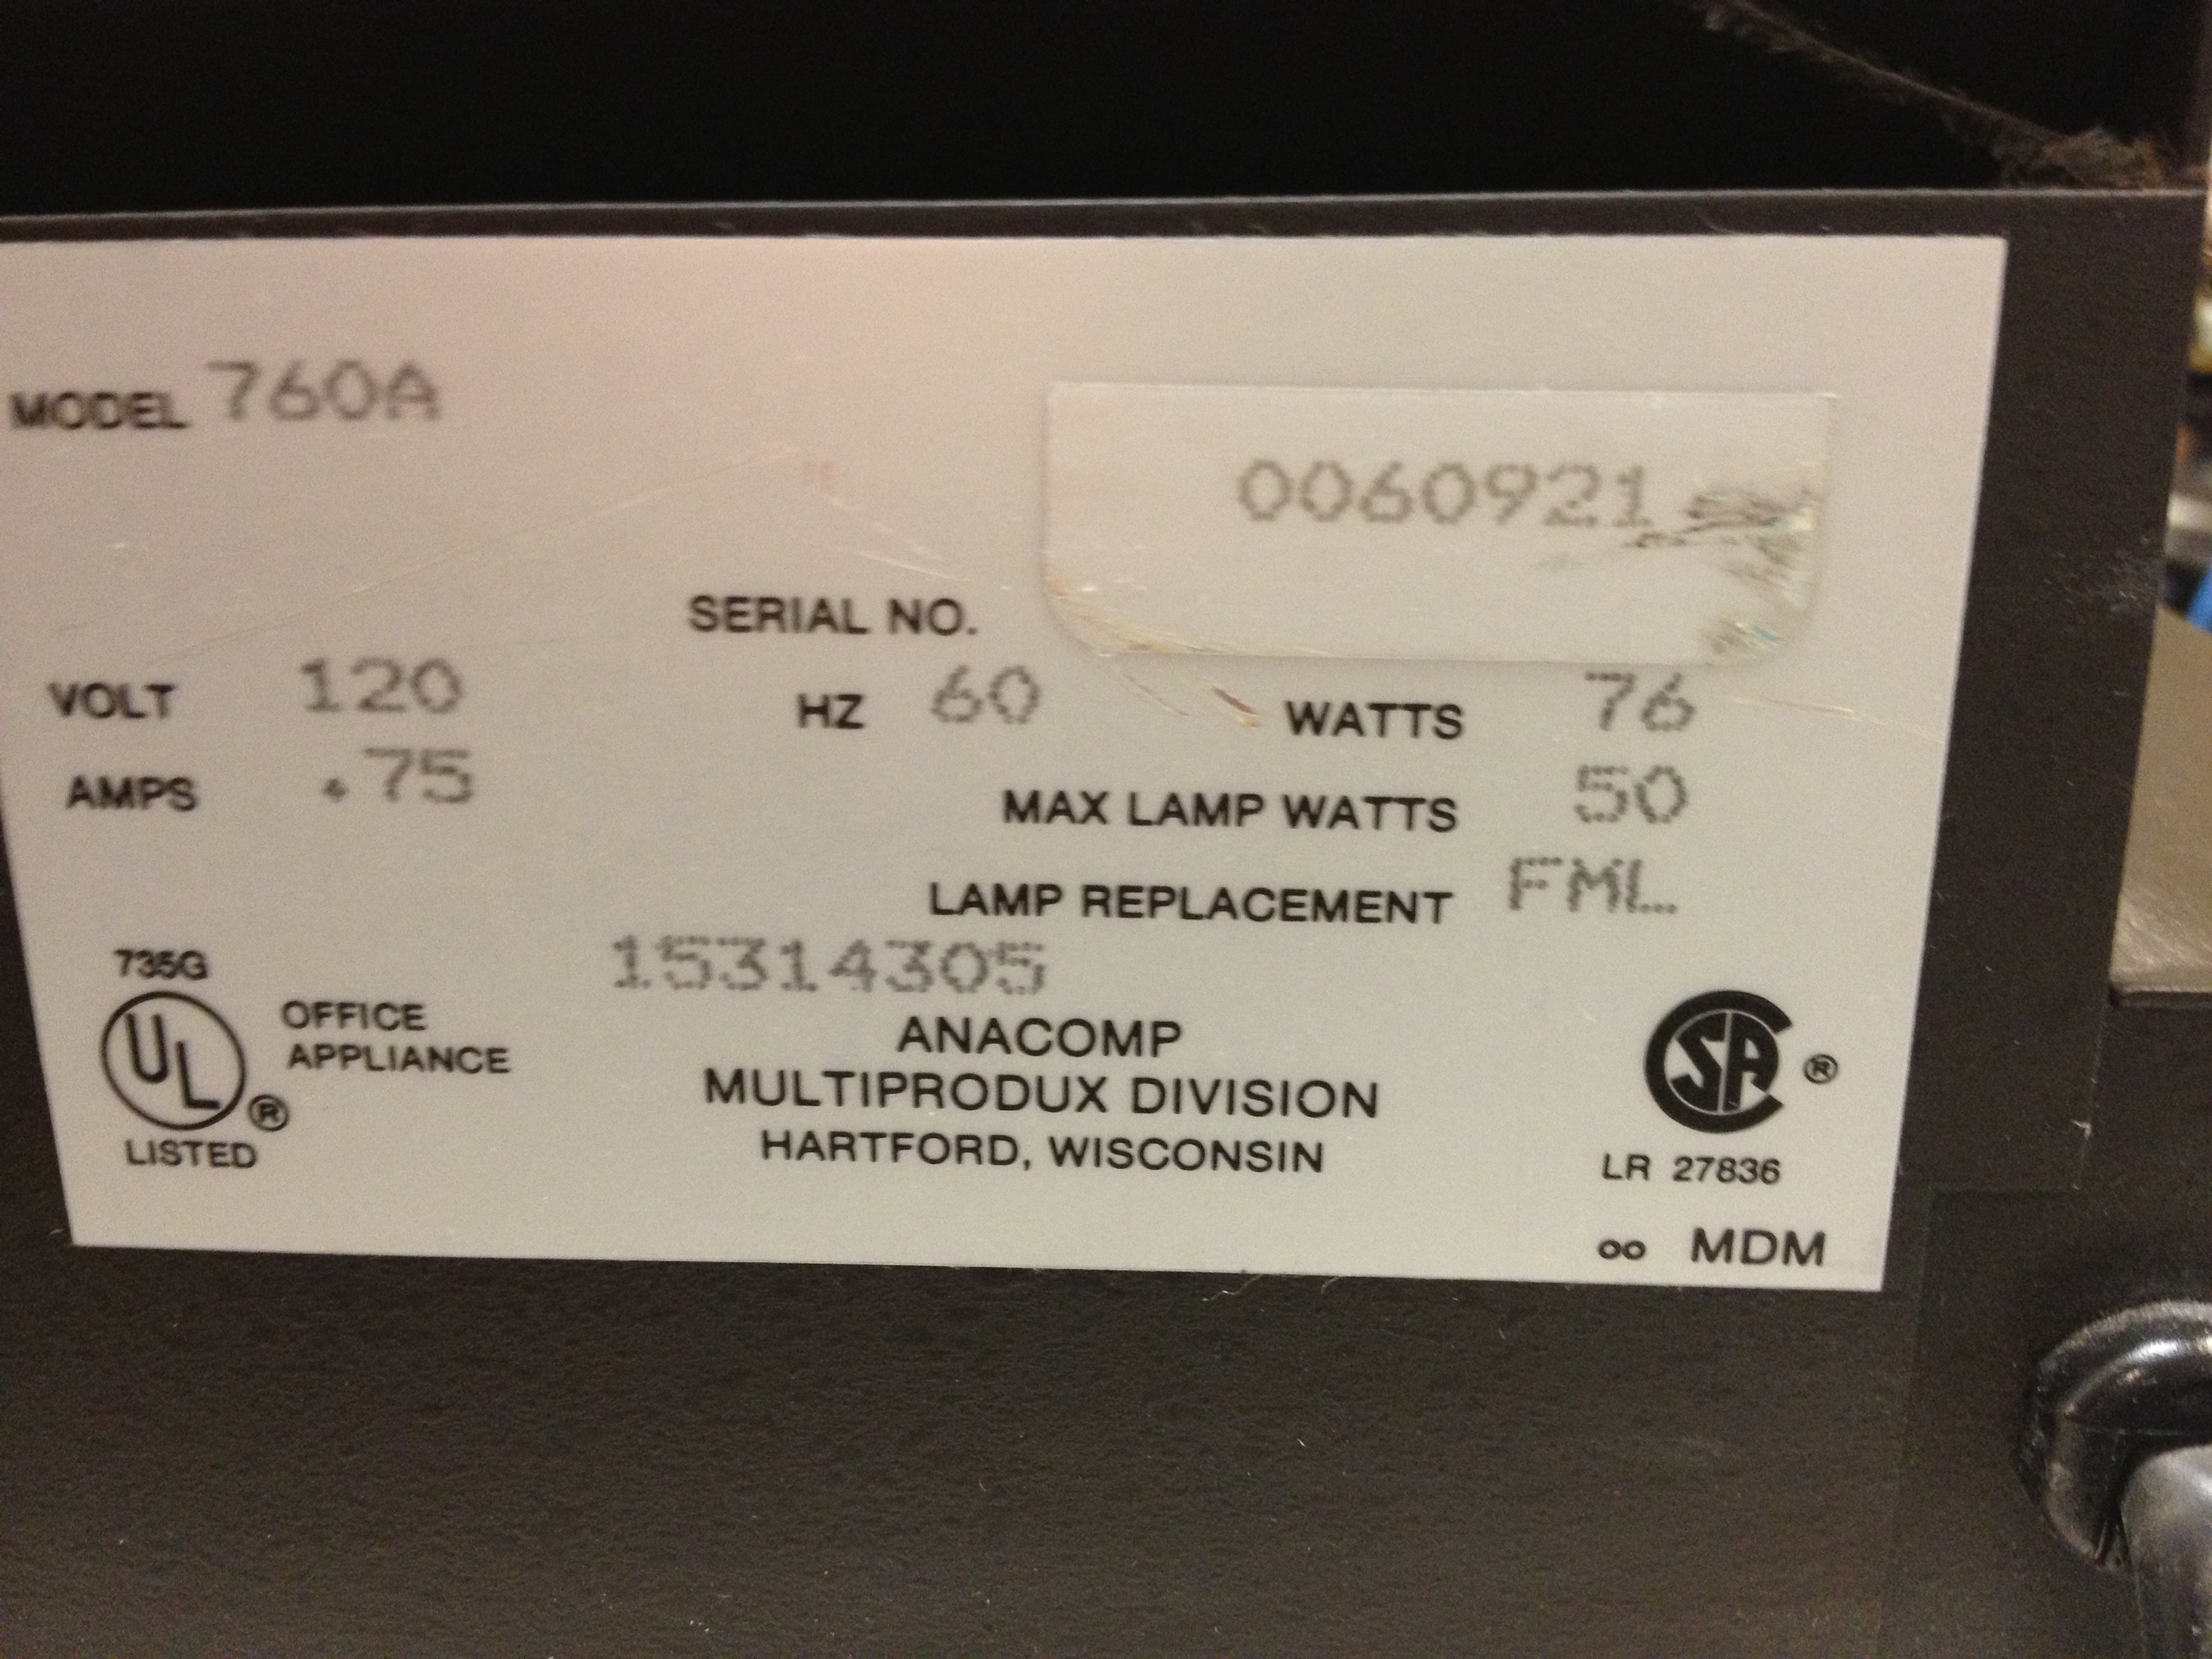 MODEL 760A
0060921
SERIAL NO.
VOLT 120 HZ 60 WATTS 76
AMPS .75 MAX LAMP WATTS 50
LAMP REPLACEMENT FML
15314305
735G
UL ®
LISTED
OFFICE
APPLIANCE
ANACOMP
MULTIPRODUX DIVISION
HARTFORD, WISCONSIN
SA ®
LR 27836
∞ MDM